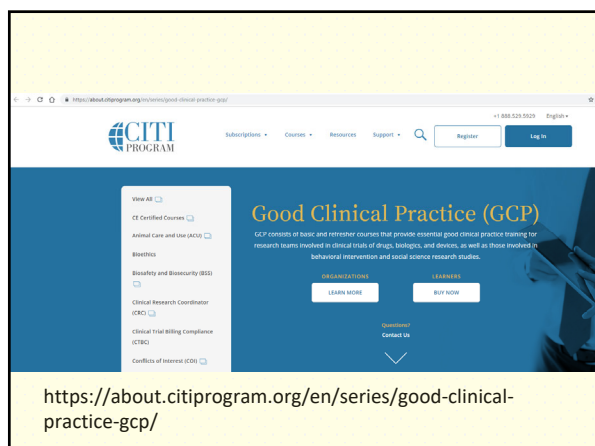 https://about.citiprogram.org/en/series/good-clinical-practice-gcp/
+1 888.529.5929 English
CITI
PROGRAM
Subscriptions Courses Resources Support Register Log In
View All
CE Certified Courses
Animal Care and Use (ACU)
Bioethics
Biosafety and Biosecurity (BSS)
Clinical Research Coordinator
(CRC)
Clinical Trial Billing Compliance
(CTBC)
Conflicts of Interest (COI)
Good Clinical Practice (GCP)
GCP consists of basic and refresher courses that provide essential good clinical practice training for
research teams involved in clinical trials of drugs, biologics, and devices, as well as those involved in
behavioral intervention and social science research studies.
ORGANIZATIONS LEARNERS
LEARN MORE BUY NOW
Questions?
Contact Us
https://about.citiprogram.org/en/series/good-clinical-
practice-gcp/